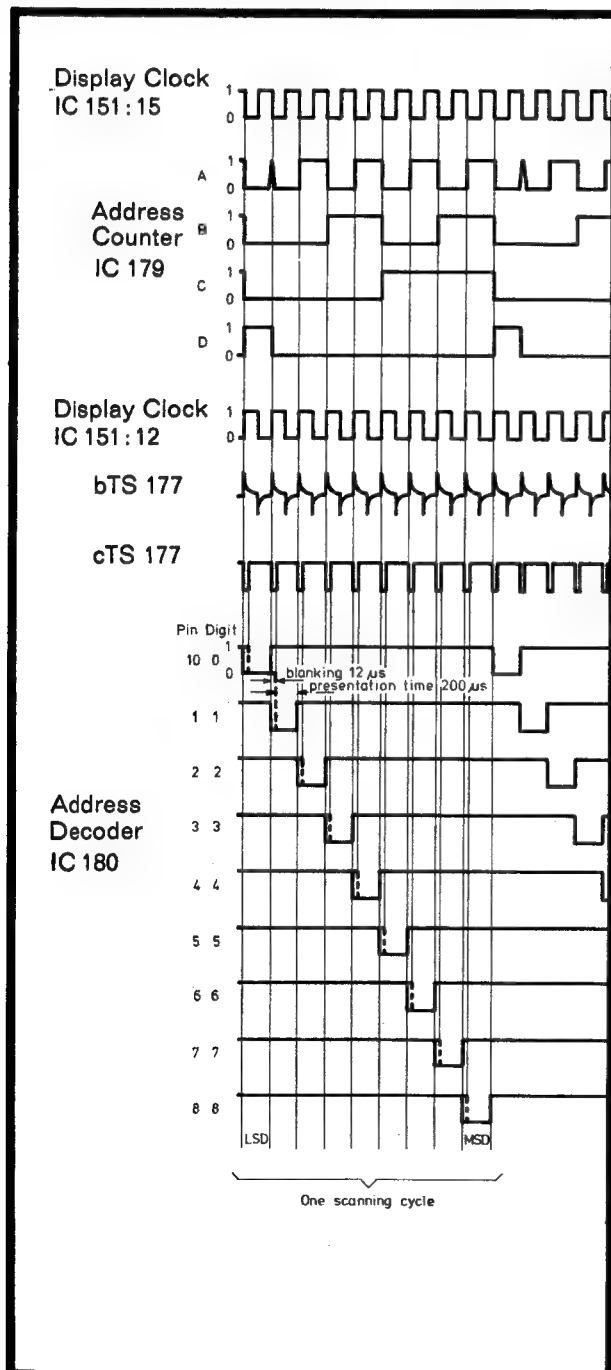 Display Clock
IC 151 : 15
1
0
A
1
0
Address
Counter
IC 179
B
1
0
C
1
0
D
1
0
Display Clock
IC 151 : 12
1
0
bTS 177
cTS 177
Pin Digit
10 0
1
0
blanking 12 µs
presentation time 200 µs
1 1
2 2
Address
Decoder
IC 180
3 3
4 4
5 5
6 6
7 7
8 8
LSD
MSD
One scanning cycle